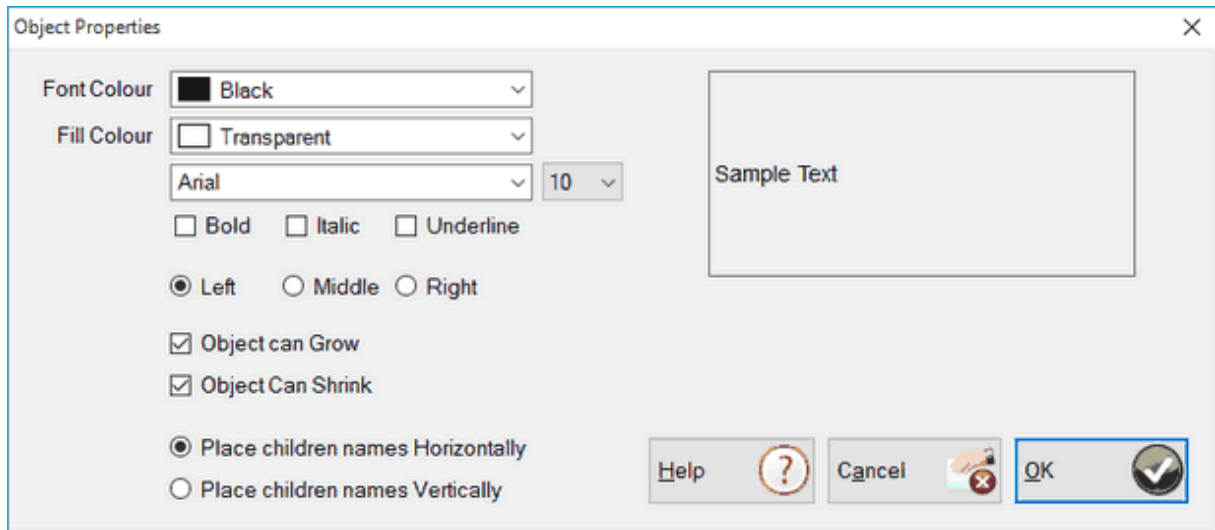 Object Properties
Font Colour Black
Fill Colour Transparent
Arial 10
Sample Text
Bold Italic Underline
Left Middle Right
Object can Grow
Object Can Shrink
Place children names Horizontally
Place children names Vertically
Help ? Cancel OK